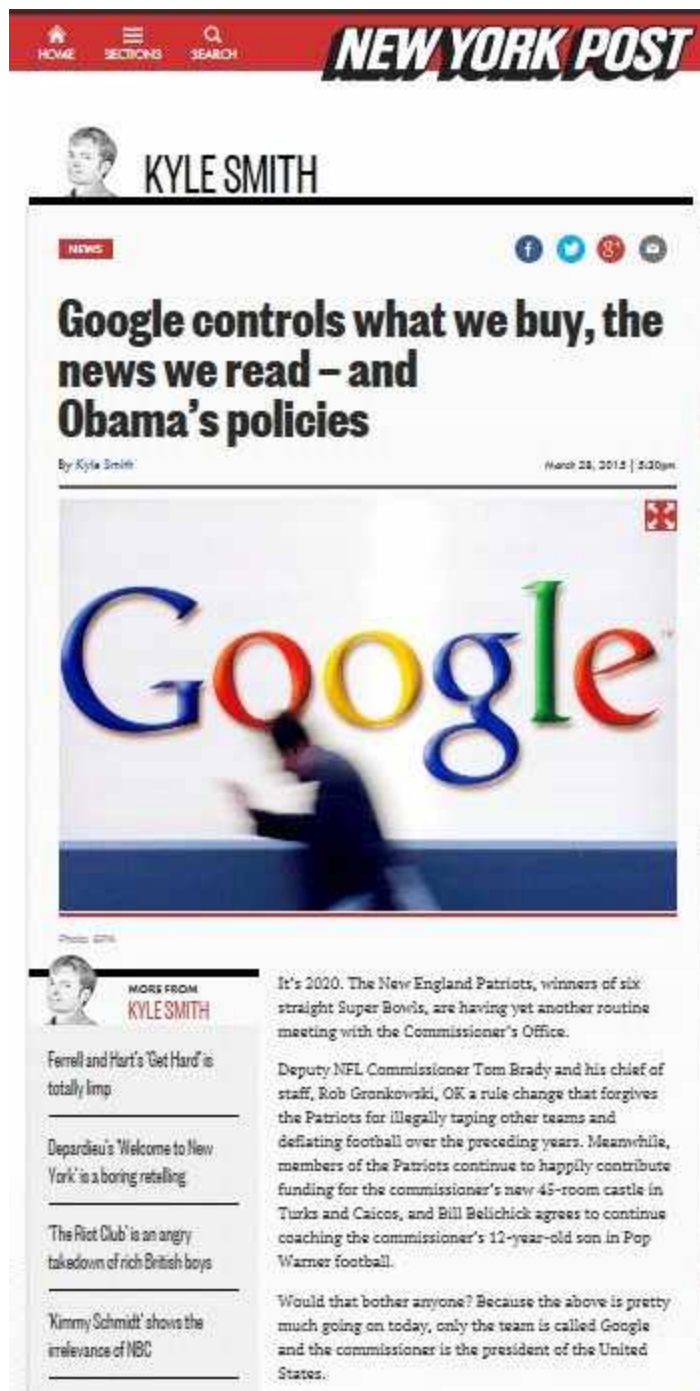 HOME SECTIONS SEARCH
NEW YORK POST
KYLE SMITH
NEWS
Google controls what we buy, the
news we read – and
Obama's policies
By Kyle Smith
March 28, 2015 | 5:30pm
Google
Photo: EPA
MORE FROM
KYLE SMITH
Ferrell and Hart's 'Get Hard' is
totally limp
Depardieu's 'Welcome to New
York' is a boring retelling
'The Riot Club' is an angry
takedown of rich British boys
'Kimmy Schmidt' shows the
irrelevance of NBC
It's 2020. The New England Patriots, winners of six
straight Super Bowls, are having yet another routine
meeting with the Commissioner's Office.
Deputy NFL Commissioner Tom Brady and his chief of
staff, Rob Gronkowski, OK a rule change that forgives
the Patriots for illegally taping other teams and
deflating football over the preceding years. Meanwhile,
members of the Patriots continue to happily contribute
funding for the commissioner's new 45-room castle in
Turks and Caicos, and Bill Belichick agrees to continue
coaching the commissioner's 12-year-old son in Pop
Warner football.
Would that bother anyone? Because the above is pretty
much going on today, only the team is called Google
and the commissioner is the president of the United
States.